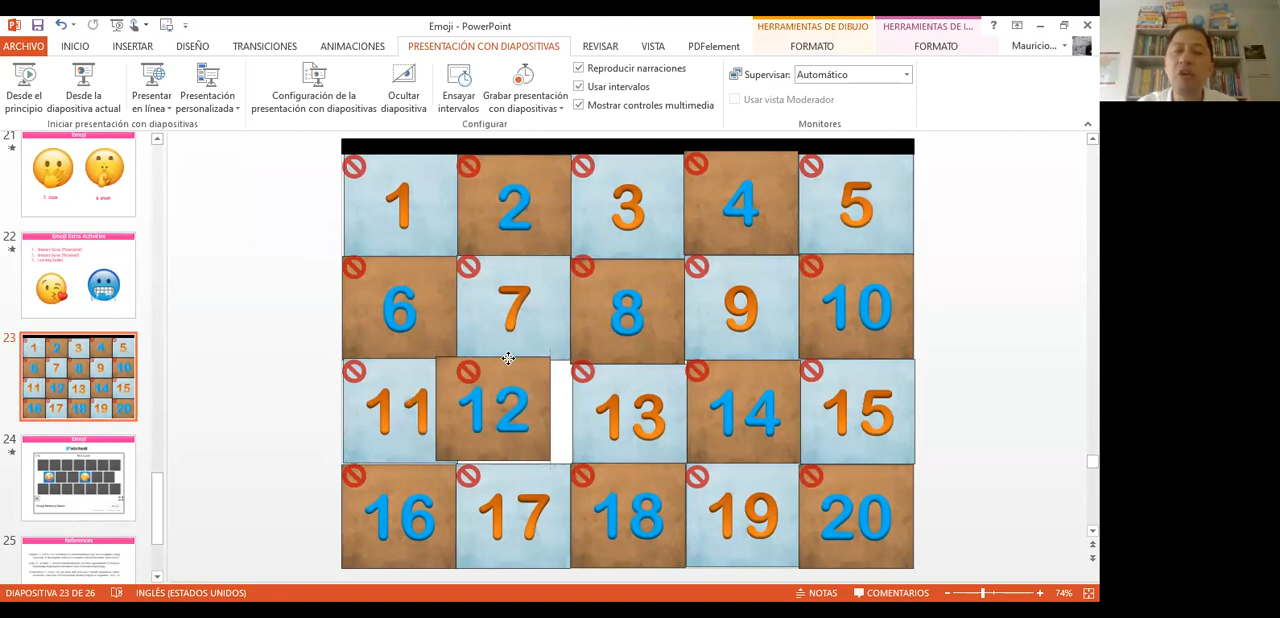 Emoji - PowerPoint
HERRAMIENTAS DE DIBUJO
HERRAMIENTAS DE I...
ARCHIVO INICIO INSERTAR DISEÑO TRANSICIONES ANIMACIONES PRESENTACIÓN CON DIAPOSITIVAS REVISAR VISTA PDFelement FORMATO FORMATO Mauricio...
Desde el principio
Desde la diapositiva actual
Presentar en línea
Presentación personalizada
Configuración de la presentación con diapositivas
Ocultar diapositiva
Ensayar intervalos
Grabar presentación con diapositivas
Reproducir narraciones
Usar intervalos
Mostrar controles multimedia
Supervisar: Automático
Usar vista Moderador
Iniciar presentación con diapositivas Configurar Monitores
21
Emoji
22
Emoji Extra Activities
23
24
Emoji
25
References
1 2 3 4 5
6 7 8 9 10
11 12 13 14 15
16 17 18 19 20
DIAPOSITIVA 23 DE 26 INGLÉS (ESTADOS UNIDOS) NOTAS COMENTARIOS 74%